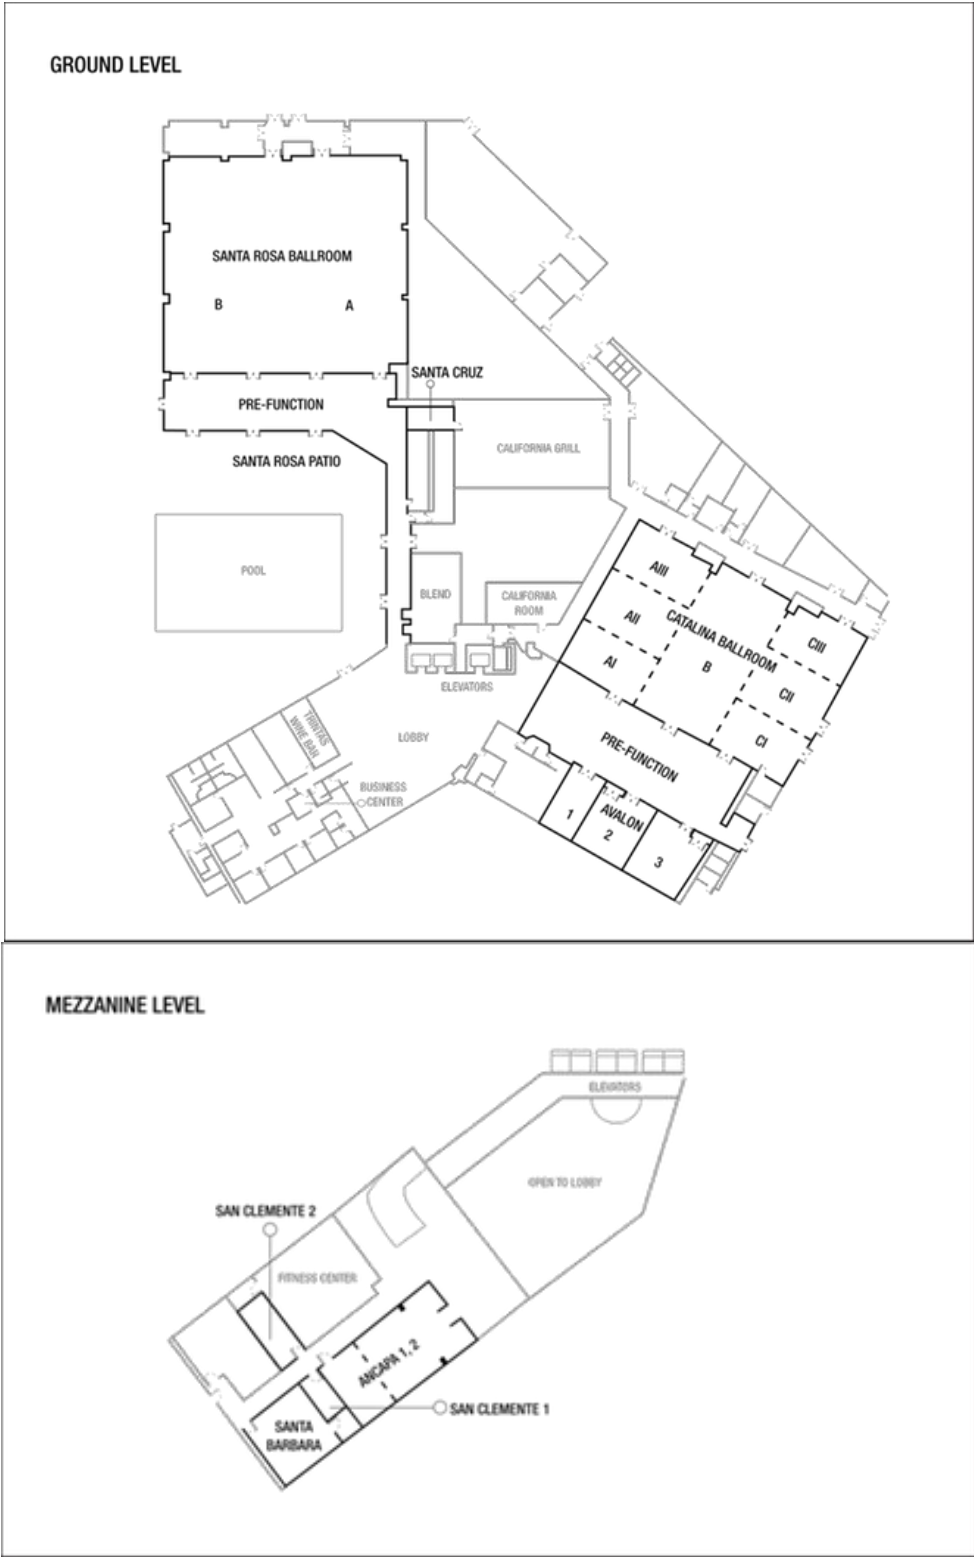 GROUND LEVEL
SANTA ROSA BALLROOM
B
A
SANTA CRUZ
PRE-FUNCTION
CALIFORNIA GRILL
SANTA ROSA PATIO
POOL
BLEND
CALIFORNIA
ROOM
AIII
AII
AI
CATALINA BALLROOM
B
CIII
CII
CI
ELEVATORS
LOBBY
TRINITAS
WINE BAR
BUSINESS
CENTER
PRE-FUNCTION
AVALON
1
2
3
MEZZANINE LEVEL
ELEVATORS
OPEN TO LOBBY
SAN CLEMENTE 2
FITNESS CENTER
ANCAPA 1, 2
SAN CLEMENTE 1
SANTA
BARBARA